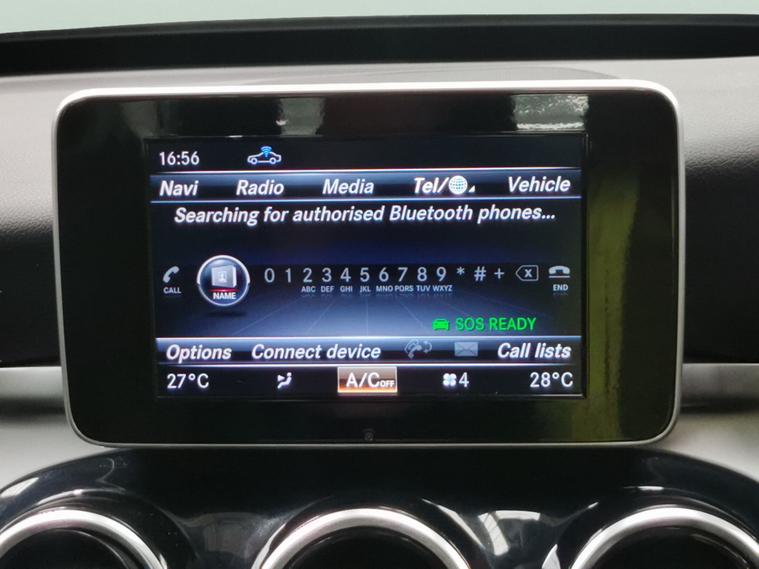 16:56
Navi Radio Media Tel/ Vehicle
Searching for authorised Bluetooth phones...
CALL NAME 0 1 2 ABC 3 DEF 4 GHI 5 JKL 6 MNO 7 PQRS 8 TUV 9 WXYZ * # + END
SOS READY
Options Connect device Call lists
27°C A/C OFF 4 28°C